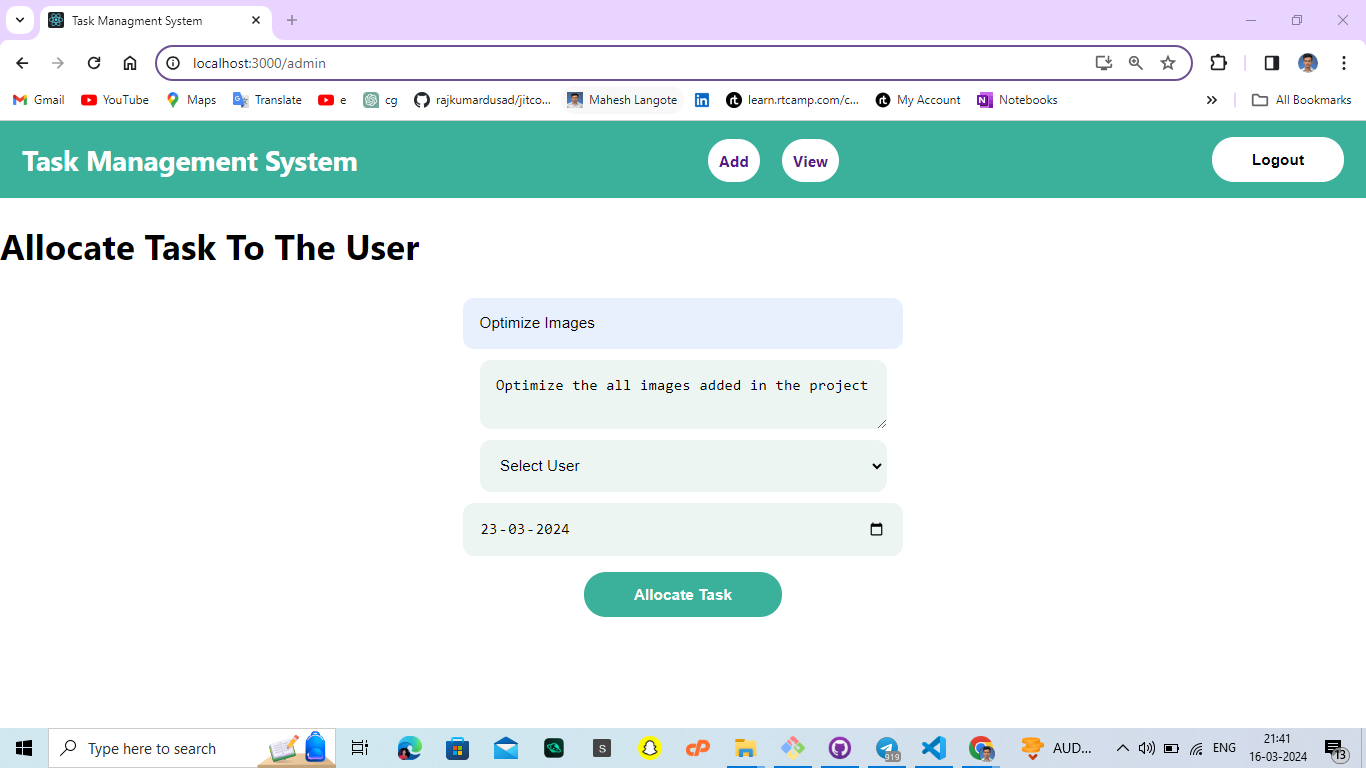 Task Managment System
localhost:3000/admin
Gmail YouTube Maps Translate e cg rajkumardusad/jitco... Mahesh Langote learn.rtcamp.com/c... My Account Notebooks All Bookmarks
Task Management System Add View Logout
Allocate Task To The User
Optimize Images
Optimize the all images added in the project
Select User
23-03-2024
Allocate Task
Type here to search
AUD...
ENG
21:41
16-03-2024
319
13